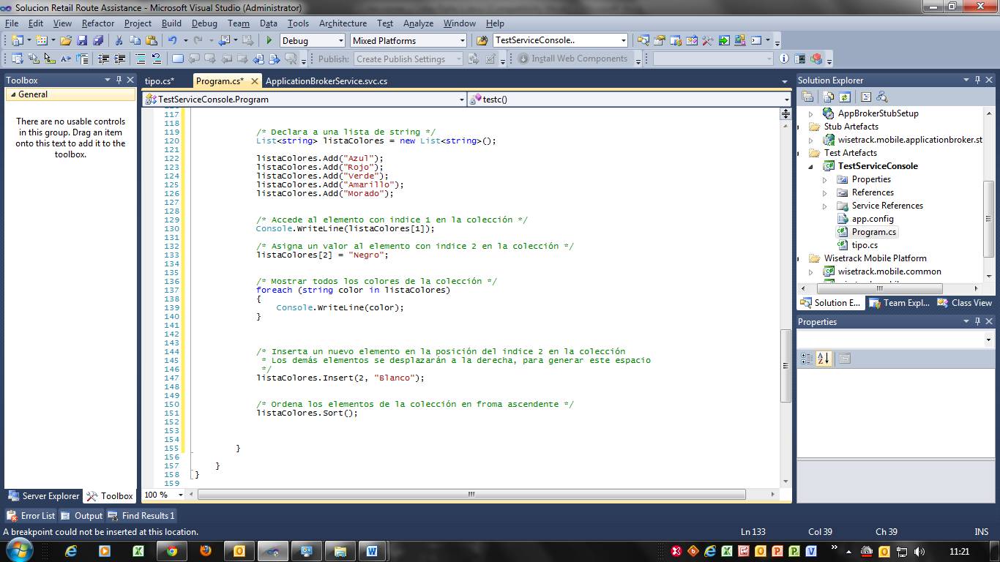 Solucion Retail Route Assistance - Microsoft Visual Studio (Administrator)
File Edit View Refactor Project Build Debug Team Data Tools Architecture Test Analyze Window Help
Debug Mixed Platforms TestServiceConsole..
Publish: Create Publish Settings Install Web Components
Toolbox
General
There are no usable controls
in this group. Drag an item
onto this text to add it to the
toolbox.
Server Explorer Toolbox
tipo.cs* Program.cs* ApplicationBrokerService.svc.cs
TestServiceConsole.Program testc()
117
118
119 /* Declara a una lista de string */
120 List<string> listaColores = new List<string>();
121
122 listaColores.Add("Azul");
123 listaColores.Add("Rojo");
124 listaColores.Add("Verde");
125 listaColores.Add("Amarillo");
126 listaColores.Add("Morado");
127
128
129 /* Accede al elemento con indice 1 en la colección */
130 Console.WriteLine(listaColores[1]);
131
132 /* Asigna un valor al elemento con indice 2 en la colección */
133 listaColores[2] = "Negro";
134
135
136 /* Mostrar todos los colores de la colección */
137 foreach (string color in listaColores)
138 {
139 Console.WriteLine(color);
140 }
141
142
143
144 /* Inserta un nuevo elemento en la posición del indice 2 en la colección
145 * Los demás elementos se desplazarán a la derecha, para generar este espacio
146 */
147 listaColores.Insert(2, "Blanco");
148
149
150 /* Ordena los elementos de la colección en froma ascendente */
151 listaColores.Sort();
152
153
154
155 }
156
157 }
158 }
159
100 %
Solution Explorer
AppBrokerStubSetup
Stub Artefacts
wisetrack.mobile.applicationbroker.st
Test Artefacts
TestServiceConsole
Properties
References
Service References
app.config
Program.cs
tipo.cs
Wisetrack Mobile Platform
wisetrack.mobile.common
Solution E... Team Expl... Class View
Properties
Error List Output Find Results 1
A breakpoint could not be inserted at this location. Ln 133 Col 39 Ch 39 INS
11:21